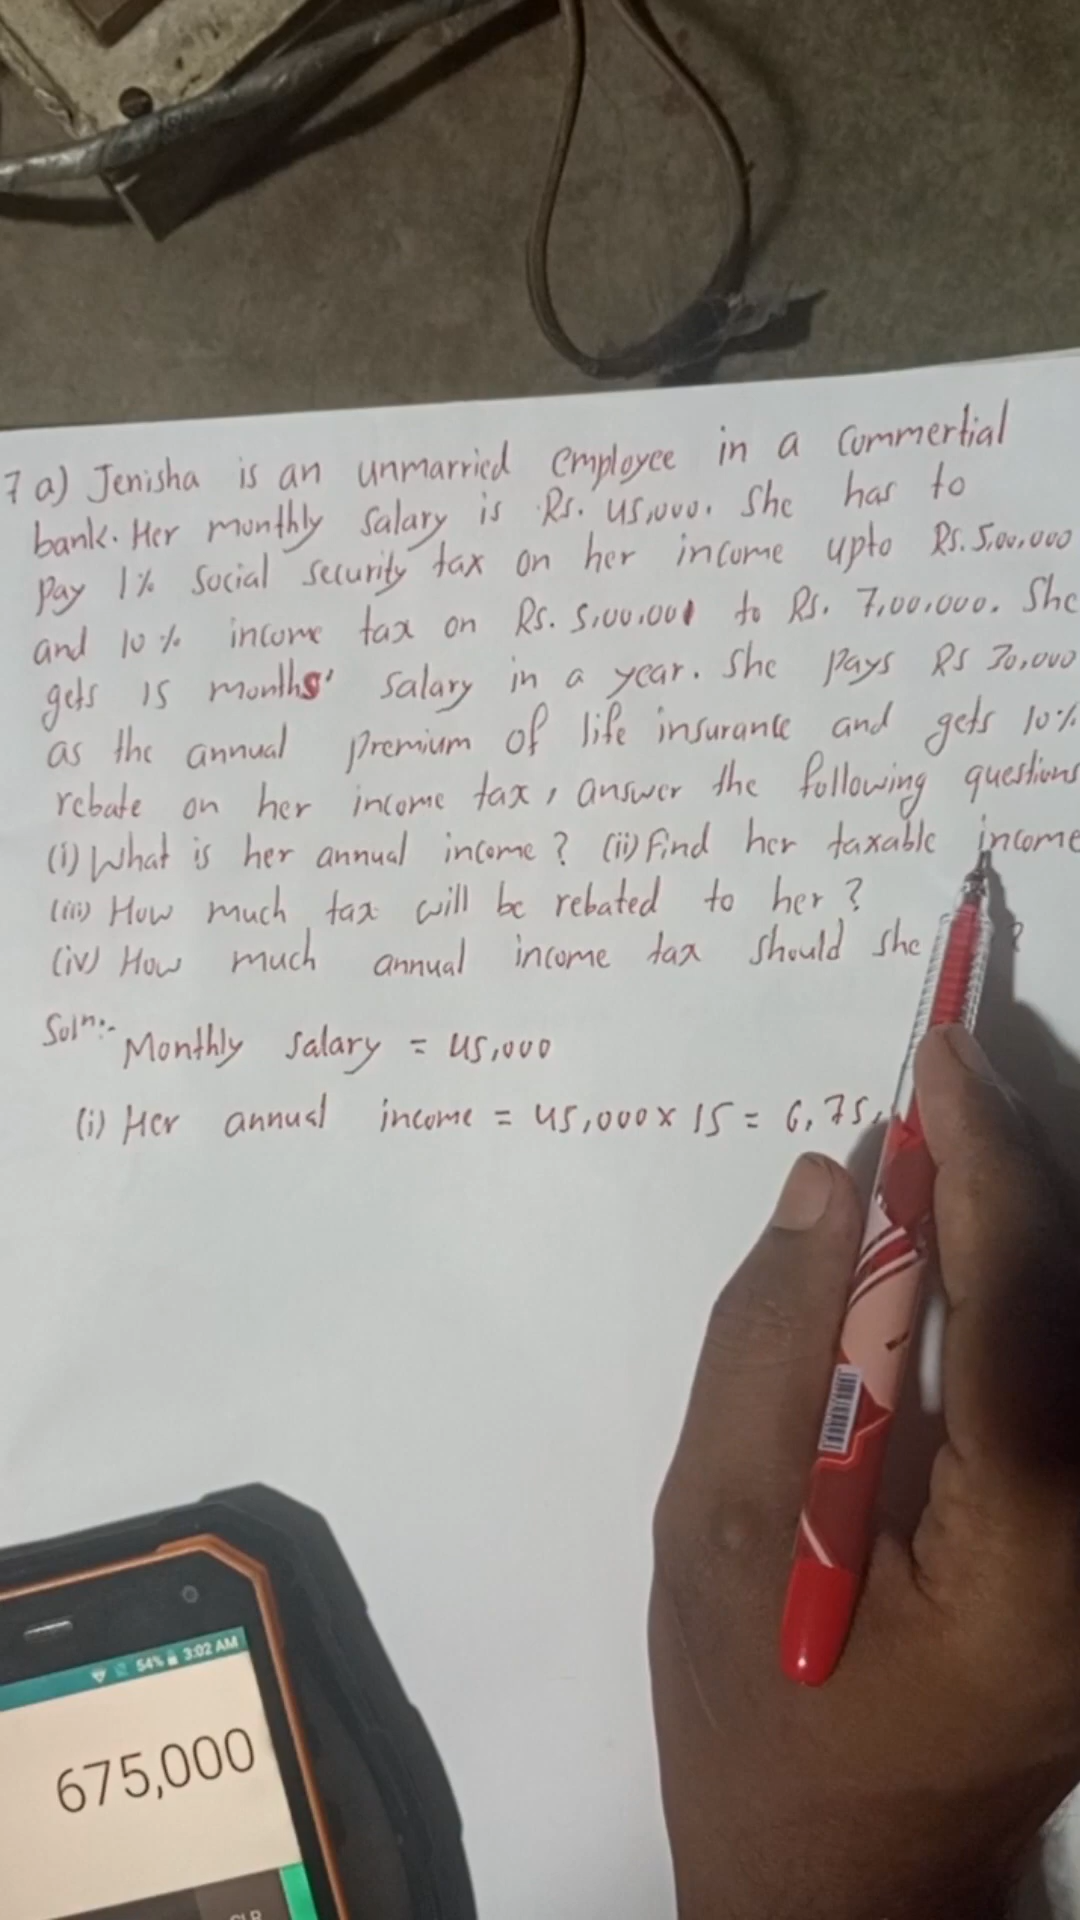 7 a) Jenisha is an unmarried employee in a Commertial
bank. Her monthly salary is Rs. 45,000. She has to
Pay 1% Social Security tax on her income upto Rs. 5,00,000
and 10% income tax on Rs. 5,00,001 to Rs. 7,00,000. She
gets 15 months' Salary in a year. She pays RS 30,000
as the annual premium of life insurance and gets 10%
rebate on her income tax, answer the following questions
(i) What is her annual income? (ii) find her taxable income
(iii) How much tax will be rebated to her?
(iv) How much annual income tax should she ?
Solⁿ:- Monthly salary = 45,000
(i) Her annual income = 45,000 x 15 = 6,75,
54% 3:02 AM
675,000
CLR